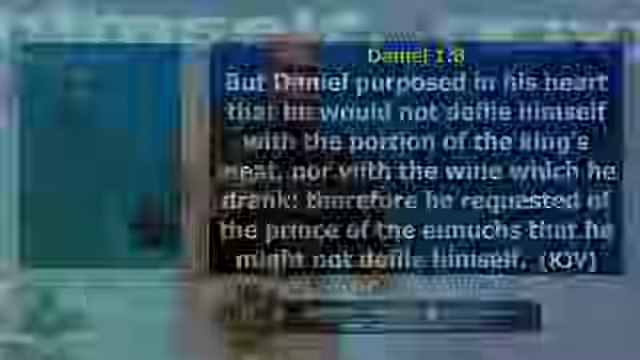 Daniel 1:8
But Daniel purposed in his heart
that he would not defile himself
with the portion of the king's
meat, nor with the wine which he
drank: therefore he requested of
the prince of the eunuchs that he
might not defile himself. (KJV)